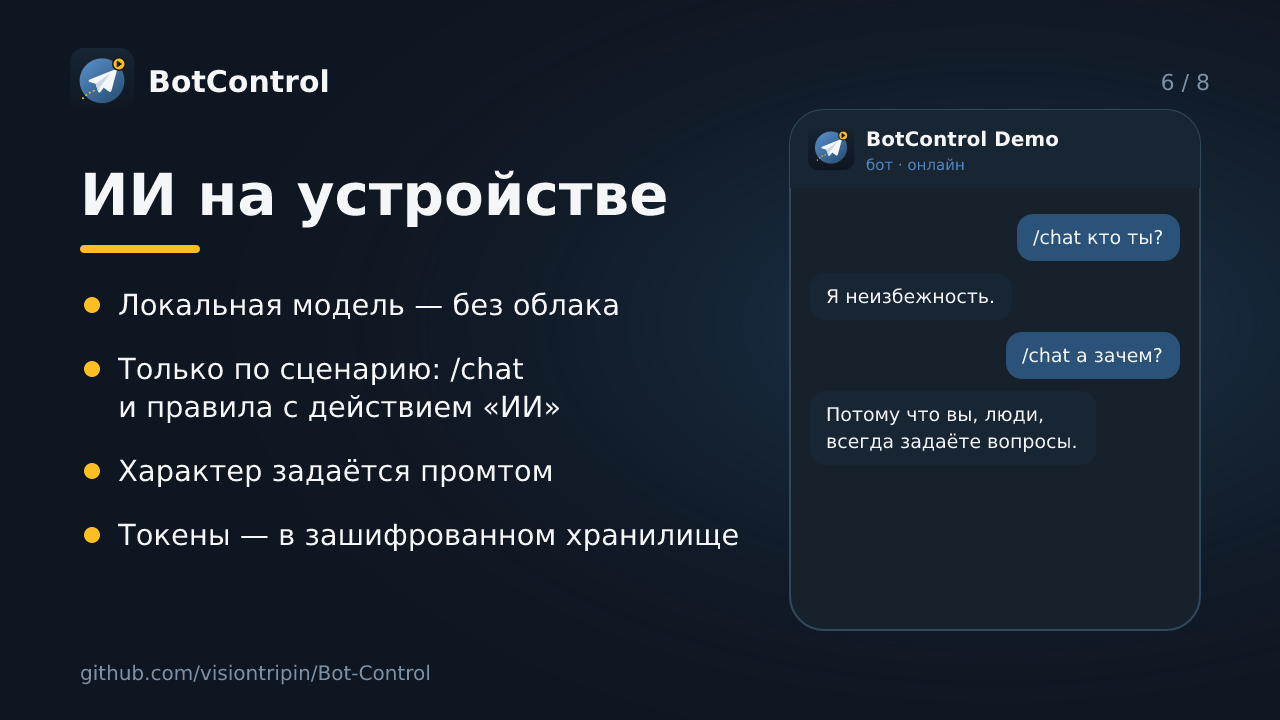 BotControl
6 / 8
ИИ на устройстве
Локальная модель — без облака
Только по сценарию: /chat
и правила с действием «ИИ»
Характер задаётся промтом
Токены — в зашифрованном хранилище
BotControl Demo
бот · онлайн
/chat кто ты?
Я неизбежность.
/chat а зачем?
Потому что вы, люди,
всегда задаёте вопросы.
github.com/visiontripin/Bot-Control